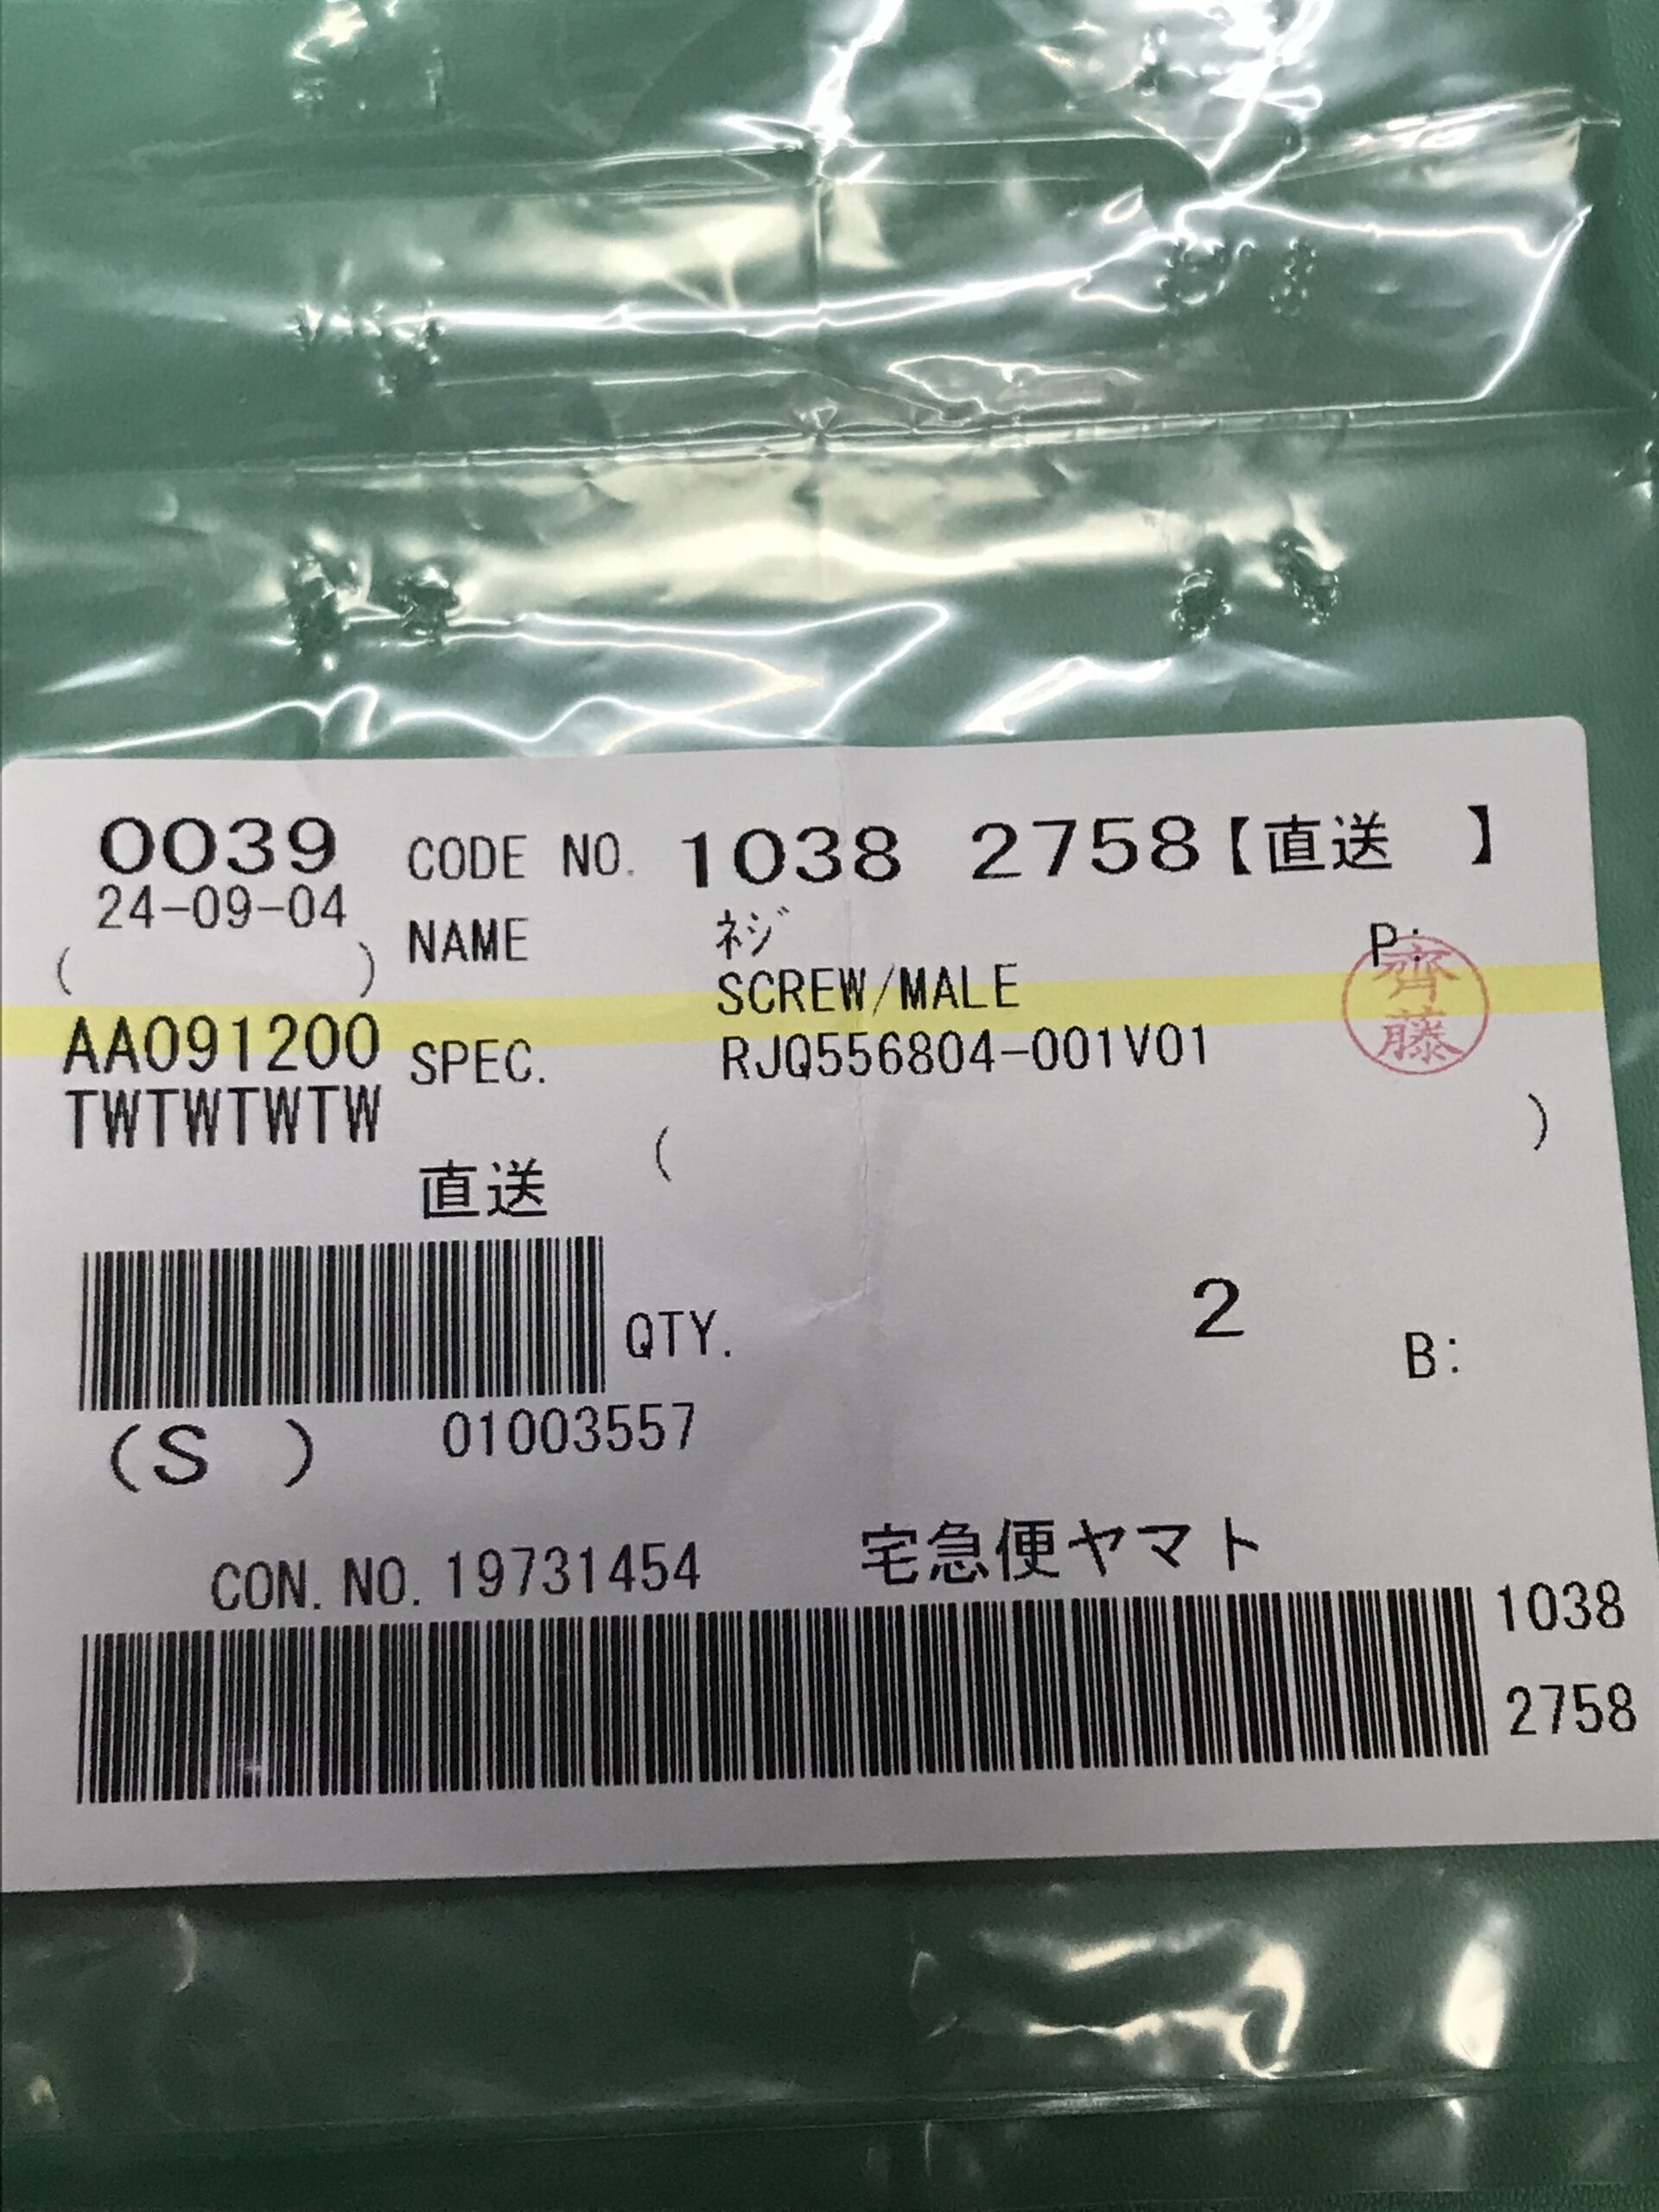 0039 CODE NO. 1038 2758【直送　】
24-09-04
(　　) NAME ネジ P:
SCREW/MALE 齊藤
AA091200 SPEC. RJQ556804-001V01
TWTWTWTW
直送 (　　)
QTY. 2 B:
(S　) 01003557
CON. NO. 19731454 宅急便ヤマト
1038
2758